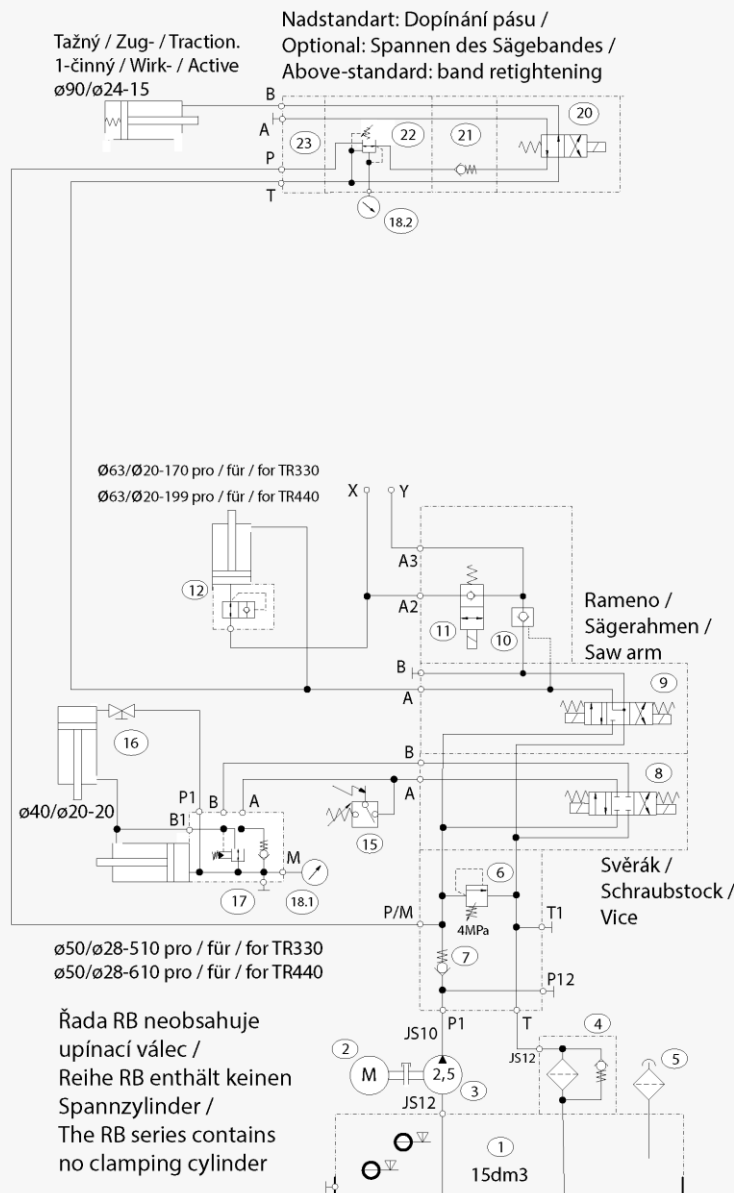 Nadstandart: Dopínání pásu /
Optional: Spannen des Sägebandes /
Above-standard: band retightening
Tažný / Zug- / Traction.
1-činný / Wirk- / Active
ø90/ø24-15
B
A
P
T
20
21
22
23
18.2
Ø63/Ø20-170 pro / für / for TR330
Ø63/Ø20-199 pro / für / for TR440
X
Y
A3
A2
12
11
10
Rameno /
Sägerahmen /
Saw arm
B
A
9
B
A
8
16
ø40/ø20-20
P1
B
A
B1
M
17
18.1
15
Svěrák /
Schraubstock /
Vice
6
4MPa
P/M
T1
7
P12
ø50/ø28-510 pro / für / for TR330
ø50/ø28-610 pro / für / for TR440
P1
T
JS10
JS12
4
5
2
M
2,5
3
JS12
Řada RB neobsahuje
upínací válec /
Reihe RB enthält keinen
Spannzylinder /
The RB series contains
no clamping cylinder
1
15dm3